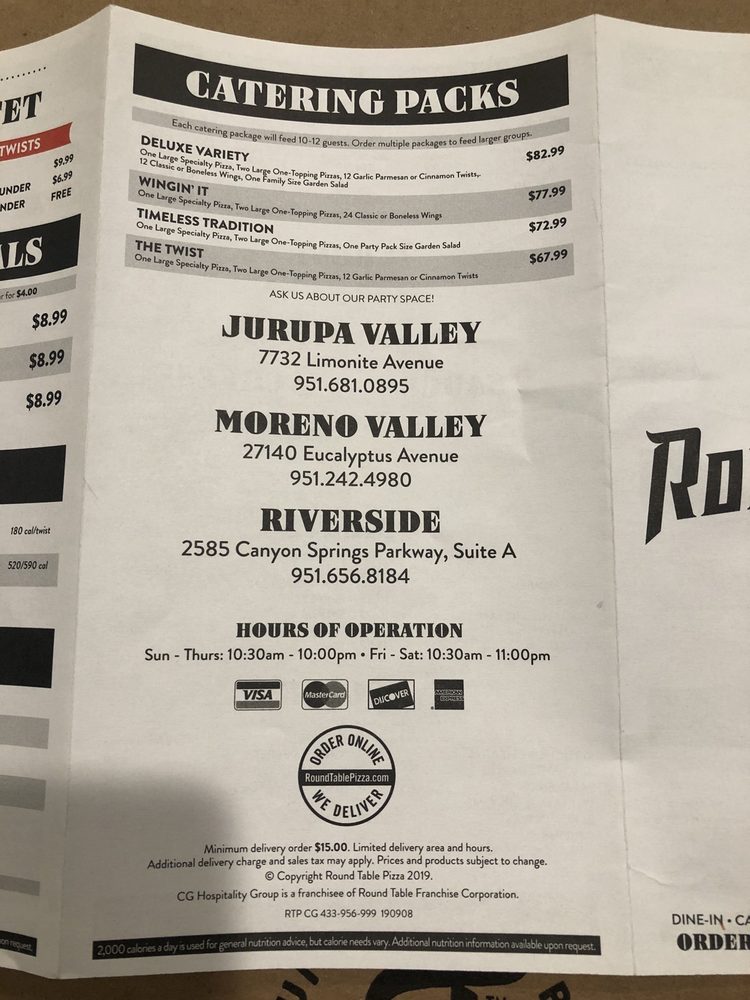 FET
TWISTS
$9.99
UNDER $6.99
NDER FREE
ALS
r for $4.00
$8.99
$8.99
$8.99
180 cal/twist
520/590 cal
on request.
CATERING PACKS
Each catering package will feed 10-12 guests. Order multiple packages to feed larger groups.
DELUXE VARIETY $82.99
One Large Specialty Pizza, Two Large One-Topping Pizzas, 12 Garlic Parmesan or Cinnamon Twists,
12 Classic or Boneless Wings, One Family Size Garden Salad
WINGIN' IT $77.99
One Large Specialty Pizza, Two Large One-Topping Pizzas, 24 Classic or Boneless Wings
TIMELESS TRADITION $72.99
One Large Specialty Pizza, Two Large One-Topping Pizzas, One Party Pack Size Garden Salad
THE TWIST $67.99
One Large Specialty Pizza, Two Large One-Topping Pizzas, 12 Garlic Parmesan or Cinnamon Twists
ASK US ABOUT OUR PARTY SPACE!
JURUPA VALLEY
7732 Limonite Avenue
951.681.0895
MORENO VALLEY
27140 Eucalyptus Avenue
951.242.4980
RIVERSIDE
2585 Canyon Springs Parkway, Suite A
951.656.8184
HOURS OF OPERATION
Sun - Thurs: 10:30am - 10:00pm • Fri - Sat: 10:30am - 11:00pm
VISA MasterCard DISCOVER AMERICAN EXPRESS
ORDER ONLINE
RoundTablePizza.com
WE DELIVER
Minimum delivery order $15.00. Limited delivery area and hours.
Additional delivery charge and sales tax may apply. Prices and products subject to change.
© Copyright Round Table Pizza 2019.
CG Hospitality Group is a franchisee of Round Table Franchise Corporation.
RTP CG 433-956-999 190908
2,000 calories a day is used for general nutrition advice, but calorie needs vary. Additional nutrition information available upon request.
RO
DINE-IN • CA
ORDER